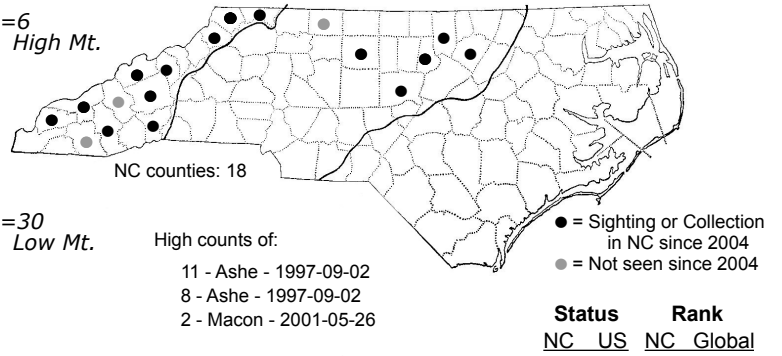 =6
High Mt.
NC counties: 18
=30
Low Mt.
High counts of:
11 - Ashe - 1997-09-02
8 - Ashe - 1997-09-02
2 - Macon - 2001-05-26
= Sighting or Collection
in NC since 2004
= Not seen since 2004
Status Rank
NC US NC Global